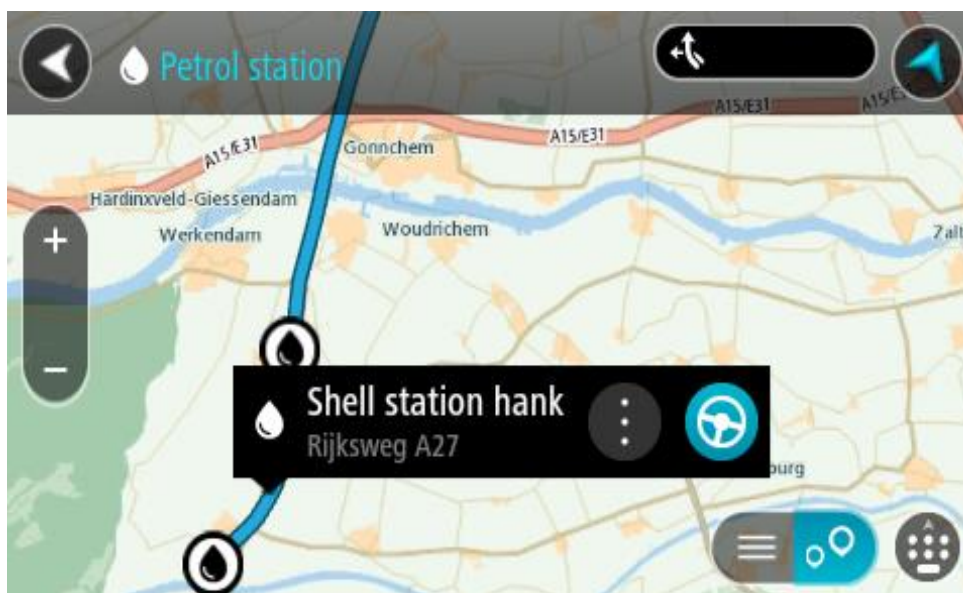 Petrol station
A15/E31
A15/E31
A15/E31
A15/E31
Gonnchem
Hardinxveld-Giessendam
Woudrichem
Werkendam
Zalt
Shell station hank
Rijksweg A27
burg